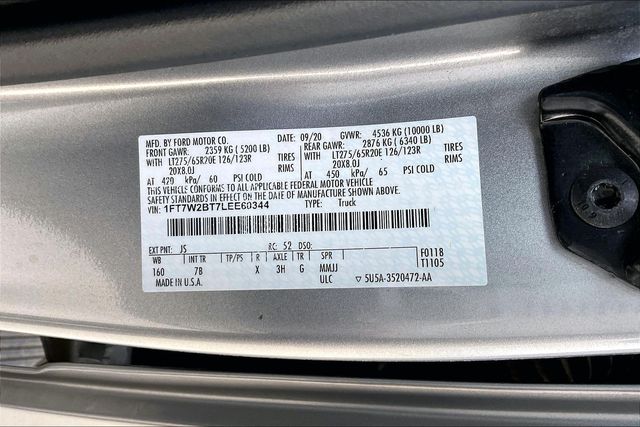 MFD. BY FORD MOTOR CO. DATE: 09/20 GVWR: 4536 KG (10000 LB)
FRONT GAWR: 2359 KG ( 5200 LB) REAR GAWR: 2876 KG ( 6340 LB)
WITH LT275/65R20E 126/123R TIRES WITH LT275/65R20E 126/123R TIRES
20X8.0J RIMS 20X8.0J RIMS
AT 420 kPa/ 60 PSI COLD AT 450 kPa/ 65 PSI COLD
THIS VEHICLE CONFORMS TO ALL APPLICABLE FEDERAL MOTOR VEHICLE
SAFETY STANDARDS IN EFFECT ON THE DATE OF MANUFACTURE SHOWN ABOVE.
VIN: 1FT7W2BT7LEE60344 TYPE: Truck
EXT PNT: JS RC: 52 DSO: F0118
WB INT TR TP/PS R AXLE TR SPR T1105
160 7B X 3H G MMJJ
MADE IN U.S.A. ULC 5U5A-3520472-AA